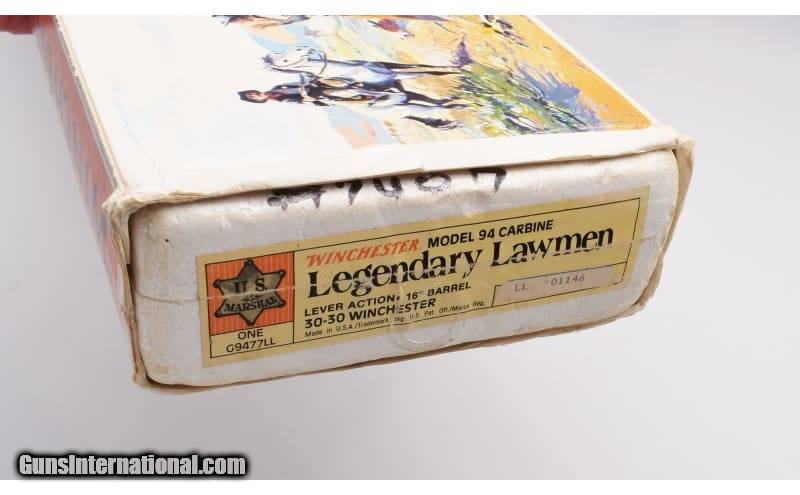 #7087
WINCHESTER MODEL 94 CARBINE
Legendary Lawmen
LEVER ACTION • 16" BARREL
30-30 WINCHESTER
Made in U.S.A./Trademark Reg. U.S. Pat. Off./Marca Reg.
LL 01146
U.S.
MARSHAL
ONE
G9477LL
GunsInternational.com